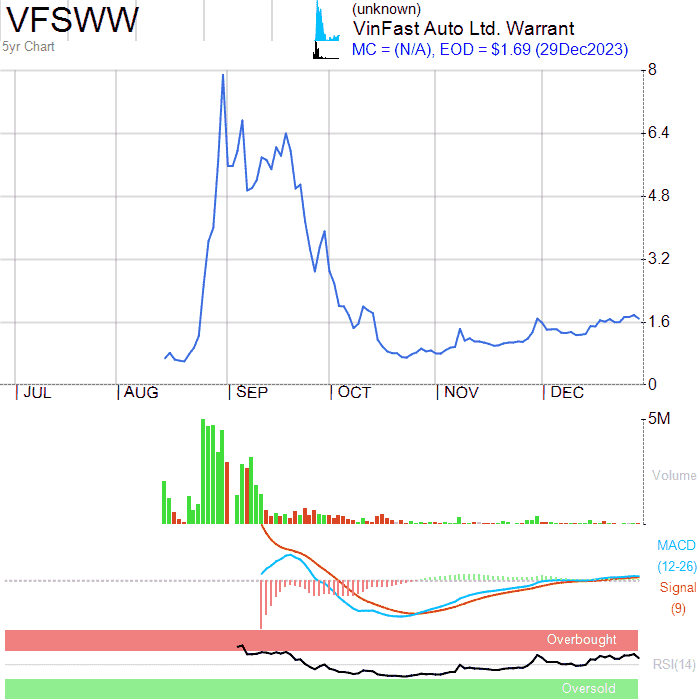 VFSWW
5yr Chart
(unknown)
VinFast Auto Ltd. Warrant
MC = (N/A), EOD = $1.69 (29Dec2023)
8
6.4
4.8
3.2
1.6
0
JUL
AUG
SEP
OCT
NOV
DEC
5M
Volume
MACD
(12-26)
Signal
(9)
Overbought
RSI(14)
Oversold